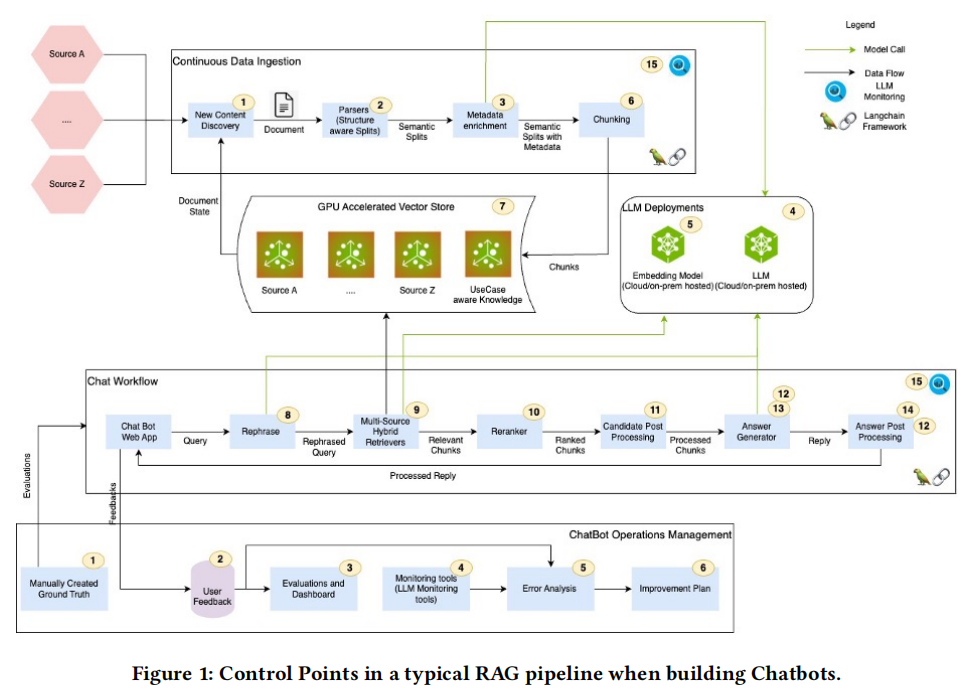 Legend
Model Call
Data Flow
LLM
Monitoring
Langchain
Framework
Source A
....
Source Z
Continuous Data Ingestion
15
1
New Content
Discovery
Document
2
Parsers
(Structure
aware Splits)
Semantic
Splits
3
Metadata
enrichment
Semantic
Splits with
Metadata
6
Chunking
Document
State
GPU Accelerated Vector Store
7
Source A
....
Source Z
UseCase
aware Knowledge
Chunks
LLM Deployments
4
5
Embedding Model
(Cloud/on-prem hosted)
LLM
(Cloud/on-prem hosted)
Chat Workflow
15
Chat Bot
Web App
Query
8
Rephrase
Rephrased
Query
9
Multi-Source
Hybrid
Retrievers
Relevant
Chunks
10
Reranker
Ranked
Chunks
11
Candidate Post
Processing
Processed
Chunks
12
13
Answer
Generator
Reply
14
Answer Post
Processing
12
Processed Reply
Evaluations
Feedbacks
ChatBot Operations Management
1
Manually Created
Ground Truth
2
User
Feedback
3
Evaluations and
Dashboard
4
Monitoring tools
(LLM Monitoring
tools)
5
Error Analysis
6
Improvement Plan
Figure 1: Control Points in a typical RAG pipeline when building Chatbots.